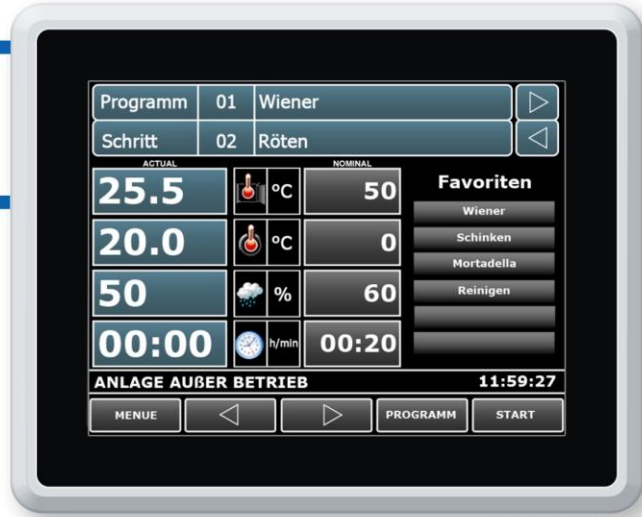 Programm 01 Wiener
Schritt 02 Röten
ACTUAL NOMINAL
25.5 °C 50
20.0 °C 0
50 % 60
00:00 h/min 00:20
Favoriten
Wiener
Schinken
Mortadella
Reinigen
ANLAGE AUßER BETRIEB 11:59:27
MENUE PROGRAMM START